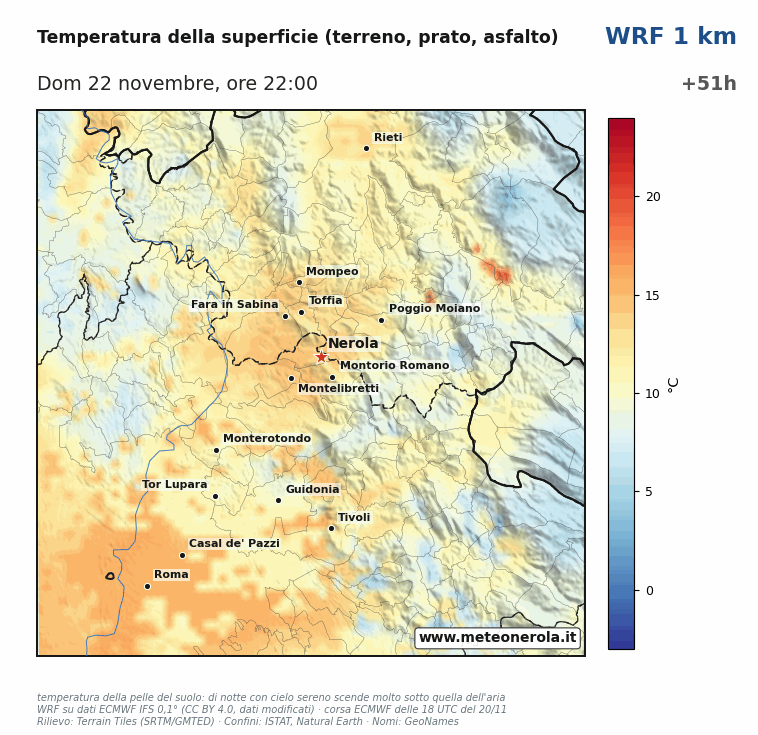 Temperatura della superficie (terreno, prato, asfalto)
WRF 1 km
Dom 22 novembre, ore 22:00
+51h
Rieti
Mompeo
Fara in Sabina
Toffia
Poggio Moiano
Nerola
Montorio Romano
Montelibretti
Monterotondo
Tor Lupara
Guidonia
Tivoli
Casal de' Pazzi
Roma
www.meteonerola.it
20
15
10
5
0
°C
temperatura della pelle del suolo: di notte con cielo sereno scende molto sotto quella dell'aria
WRF su dati ECMWF IFS 0,1° (CC BY 4.0, dati modificati) · corsa ECMWF delle 18 UTC del 20/11
Rilievo: Terrain Tiles (SRTM/GMTED) · Confini: ISTAT, Natural Earth · Nomi: GeoNames